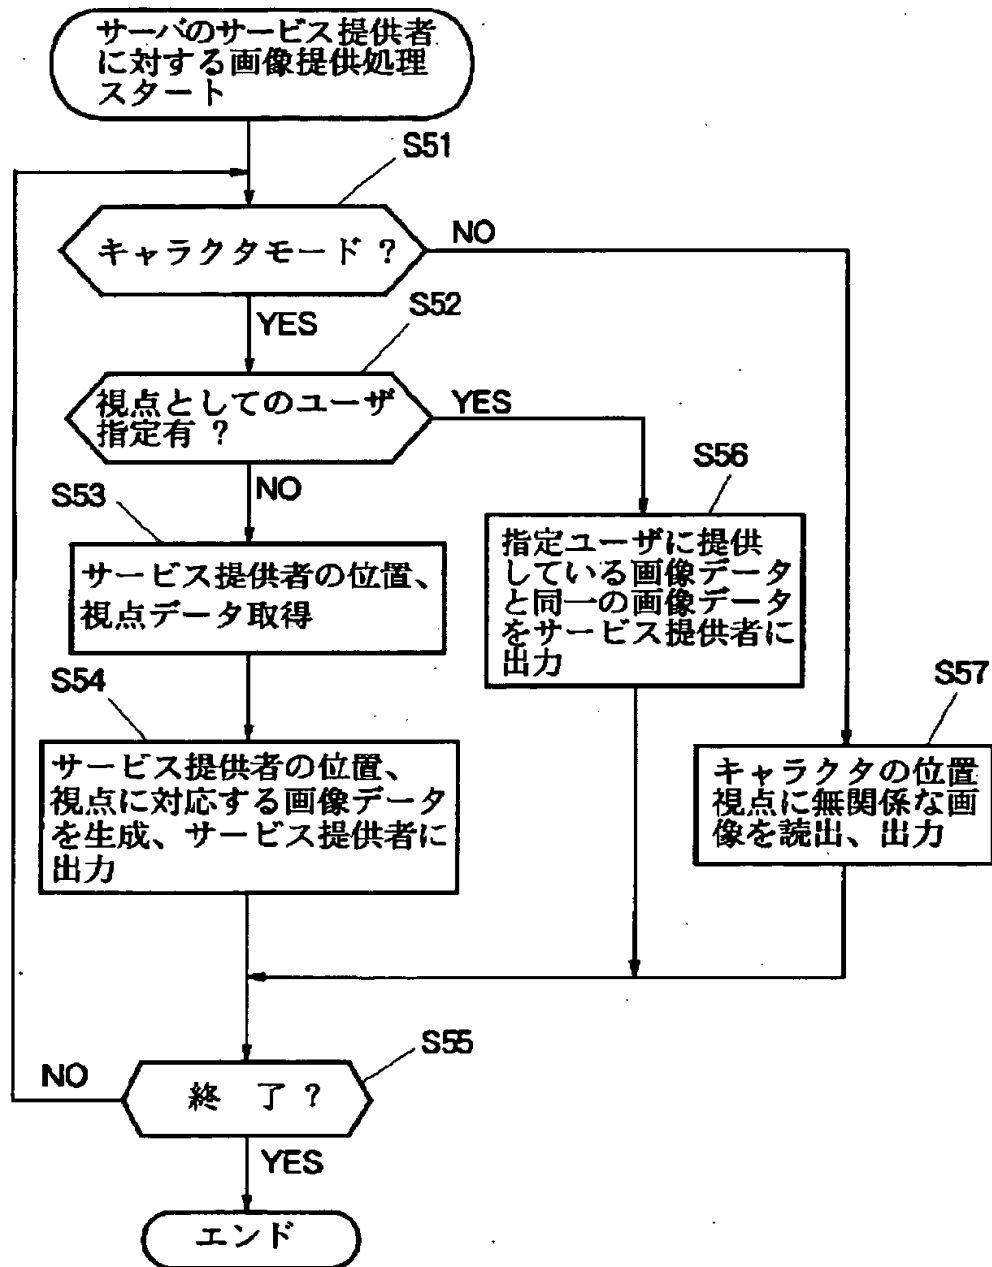 サーバのサービス提供者
に対する画像提供処理
スタート
S51
キャラクタモード ?
NO
YES
S52
視点としてのユーザ
指定有 ?
YES
NO
S53
サービス提供者の位置、
視点データ取得
S56
指定ユーザに提供
している画像データ
と同一の画像データ
をサービス提供者に
出力
S54
サービス提供者の位置、
視点に対応する画像データ
を生成、サービス提供者に
出力
S57
キャラクタの位置
視点に無関係な画
像を読出、出力
S55
終 了 ?
NO
YES
エンド